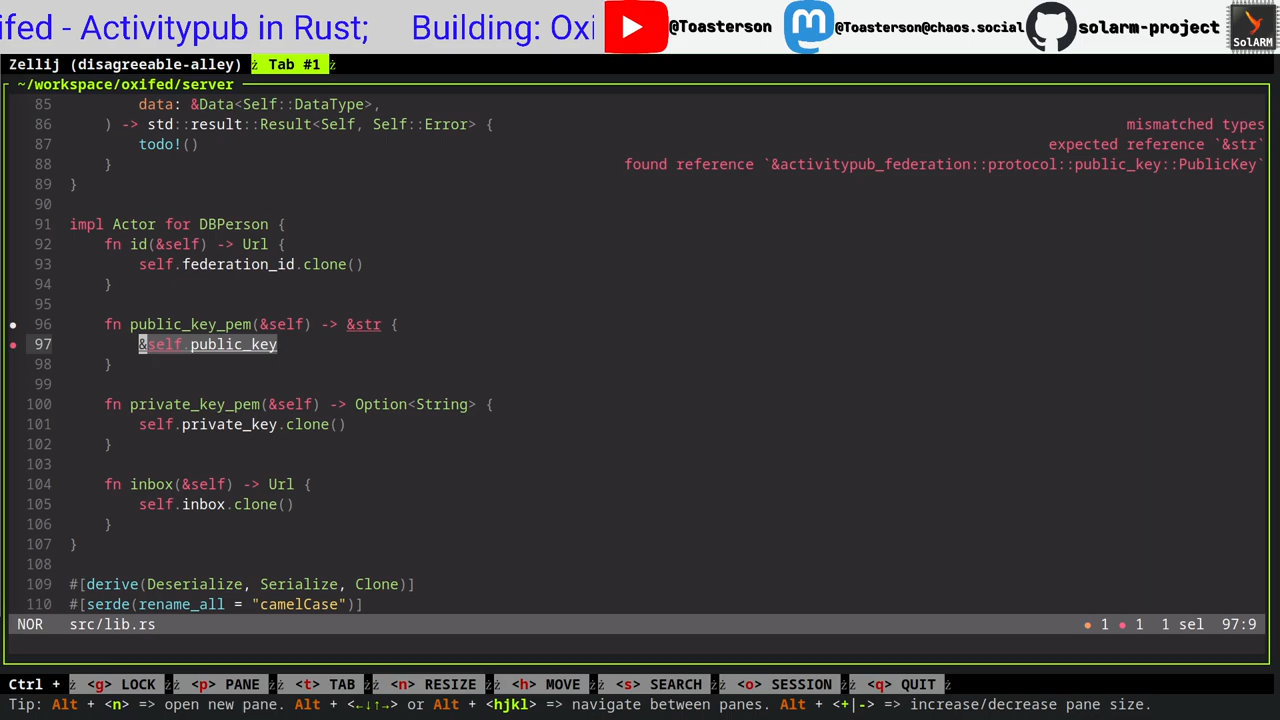 ifed - Activitypub in Rust; Building: Oxi
@Toasterson @Toasterson@chaos.social solarm-project SolARM
Zellij (disagreeable-alley) Tab #1
~/workspace/oxifed/server
85 data: &Data<Self::DataType>,
86 ) -> std::result::Result<Self, Self::Error> { mismatched types
87 todo!() expected reference `&str`
88 } found reference `&activitypub_federation::protocol::public_key::PublicKey`
89 }
90
91 impl Actor for DBPerson {
92 fn id(&self) -> Url {
93 self.federation_id.clone()
94 }
95
96 fn public_key_pem(&self) -> &str {
97 &self.public_key
98 }
99
100 fn private_key_pem(&self) -> Option<String> {
101 self.private_key.clone()
102 }
103
104 fn inbox(&self) -> Url {
105 self.inbox.clone()
106 }
107 }
108
109 #[derive(Deserialize, Serialize, Clone)]
110 #[serde(rename_all = "camelCase")]
NOR src/lib.rs ● 1 ● 1 1 sel 97:9
Ctrl + <g> LOCK <p> PANE <t> TAB <n> RESIZE <h> MOVE <s> SEARCH <o> SESSION <q> QUIT
Tip: Alt + <n> => open new pane. Alt + <←↓↑→> or Alt + <hjkl> => navigate between panes. Alt + <+|-> => increase/decrease pane size.